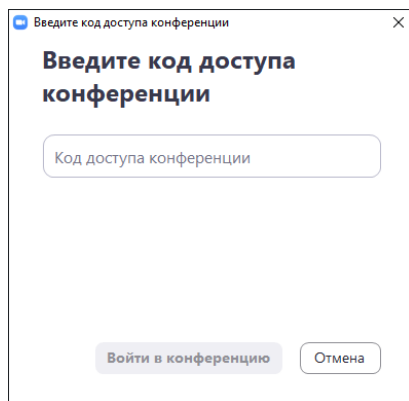 Введите код доступа конференции
Введите код доступа
конференции
Код доступа конференции
Войти в конференцию
Отмена